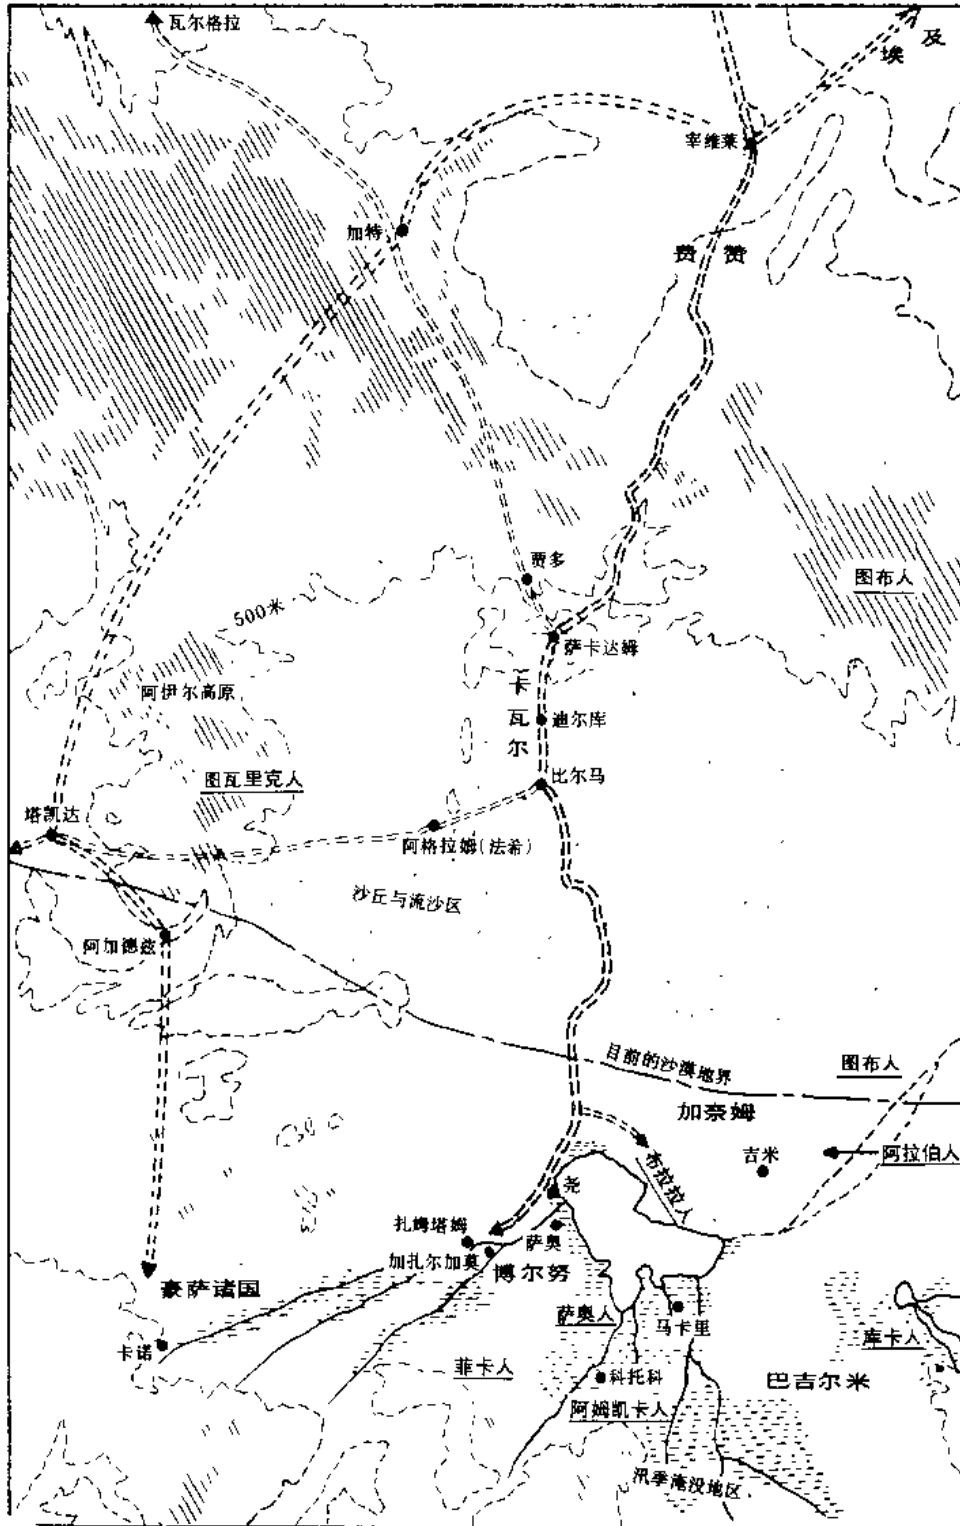 瓦尔格拉
埃及
宰维莱
加特
费赞
贾多
图布人
500米
萨卡达姆
阿伊尔高原
卡瓦尔
迪尔库
图瓦里克人
比尔马
塔凯达
阿格拉姆(法希)
沙丘与流沙区
阿加德兹
目前的沙漠地界
图布人
加奈姆
吉米
阿拉伯人
布拉拉人
尧
扎姆塔姆
萨奥
加扎尔加莫
博尔努
豪萨诸国
萨奥人
马卡里
卡诺
库卡人
菲卡人
科托科
巴吉尔米
阿姆凯卡人
汛季淹没地区